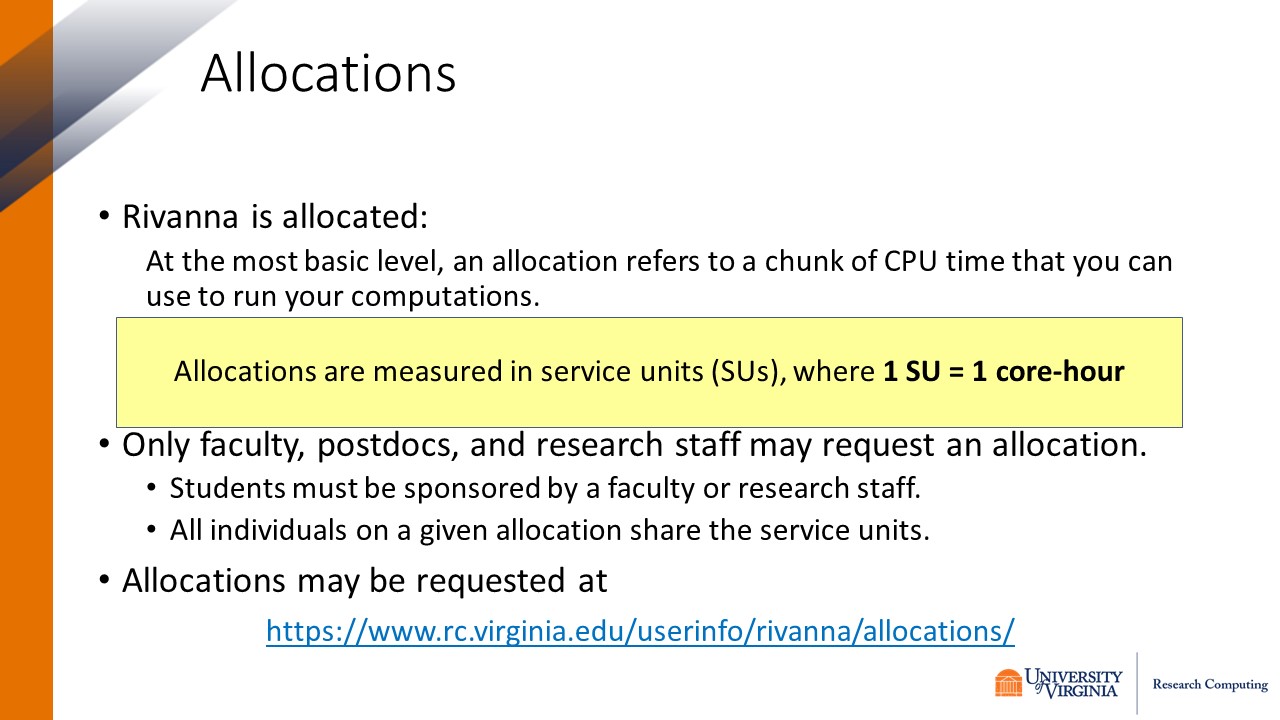 Allocations
• Rivanna is allocated:
At the most basic level, an allocation refers to a chunk of CPU time that you can
use to run your computations.
Allocations are measured in service units (SUs), where 1 SU = 1 core-hour
• Only faculty, postdocs, and research staff may request an allocation.
• Students must be sponsored by a faculty or research staff.
• All individuals on a given allocation share the service units.
• Allocations may be requested at
https://www.rc.virginia.edu/userinfo/rivanna/allocations/
UNIVERSITY
of VIRGINIA
Research Computing